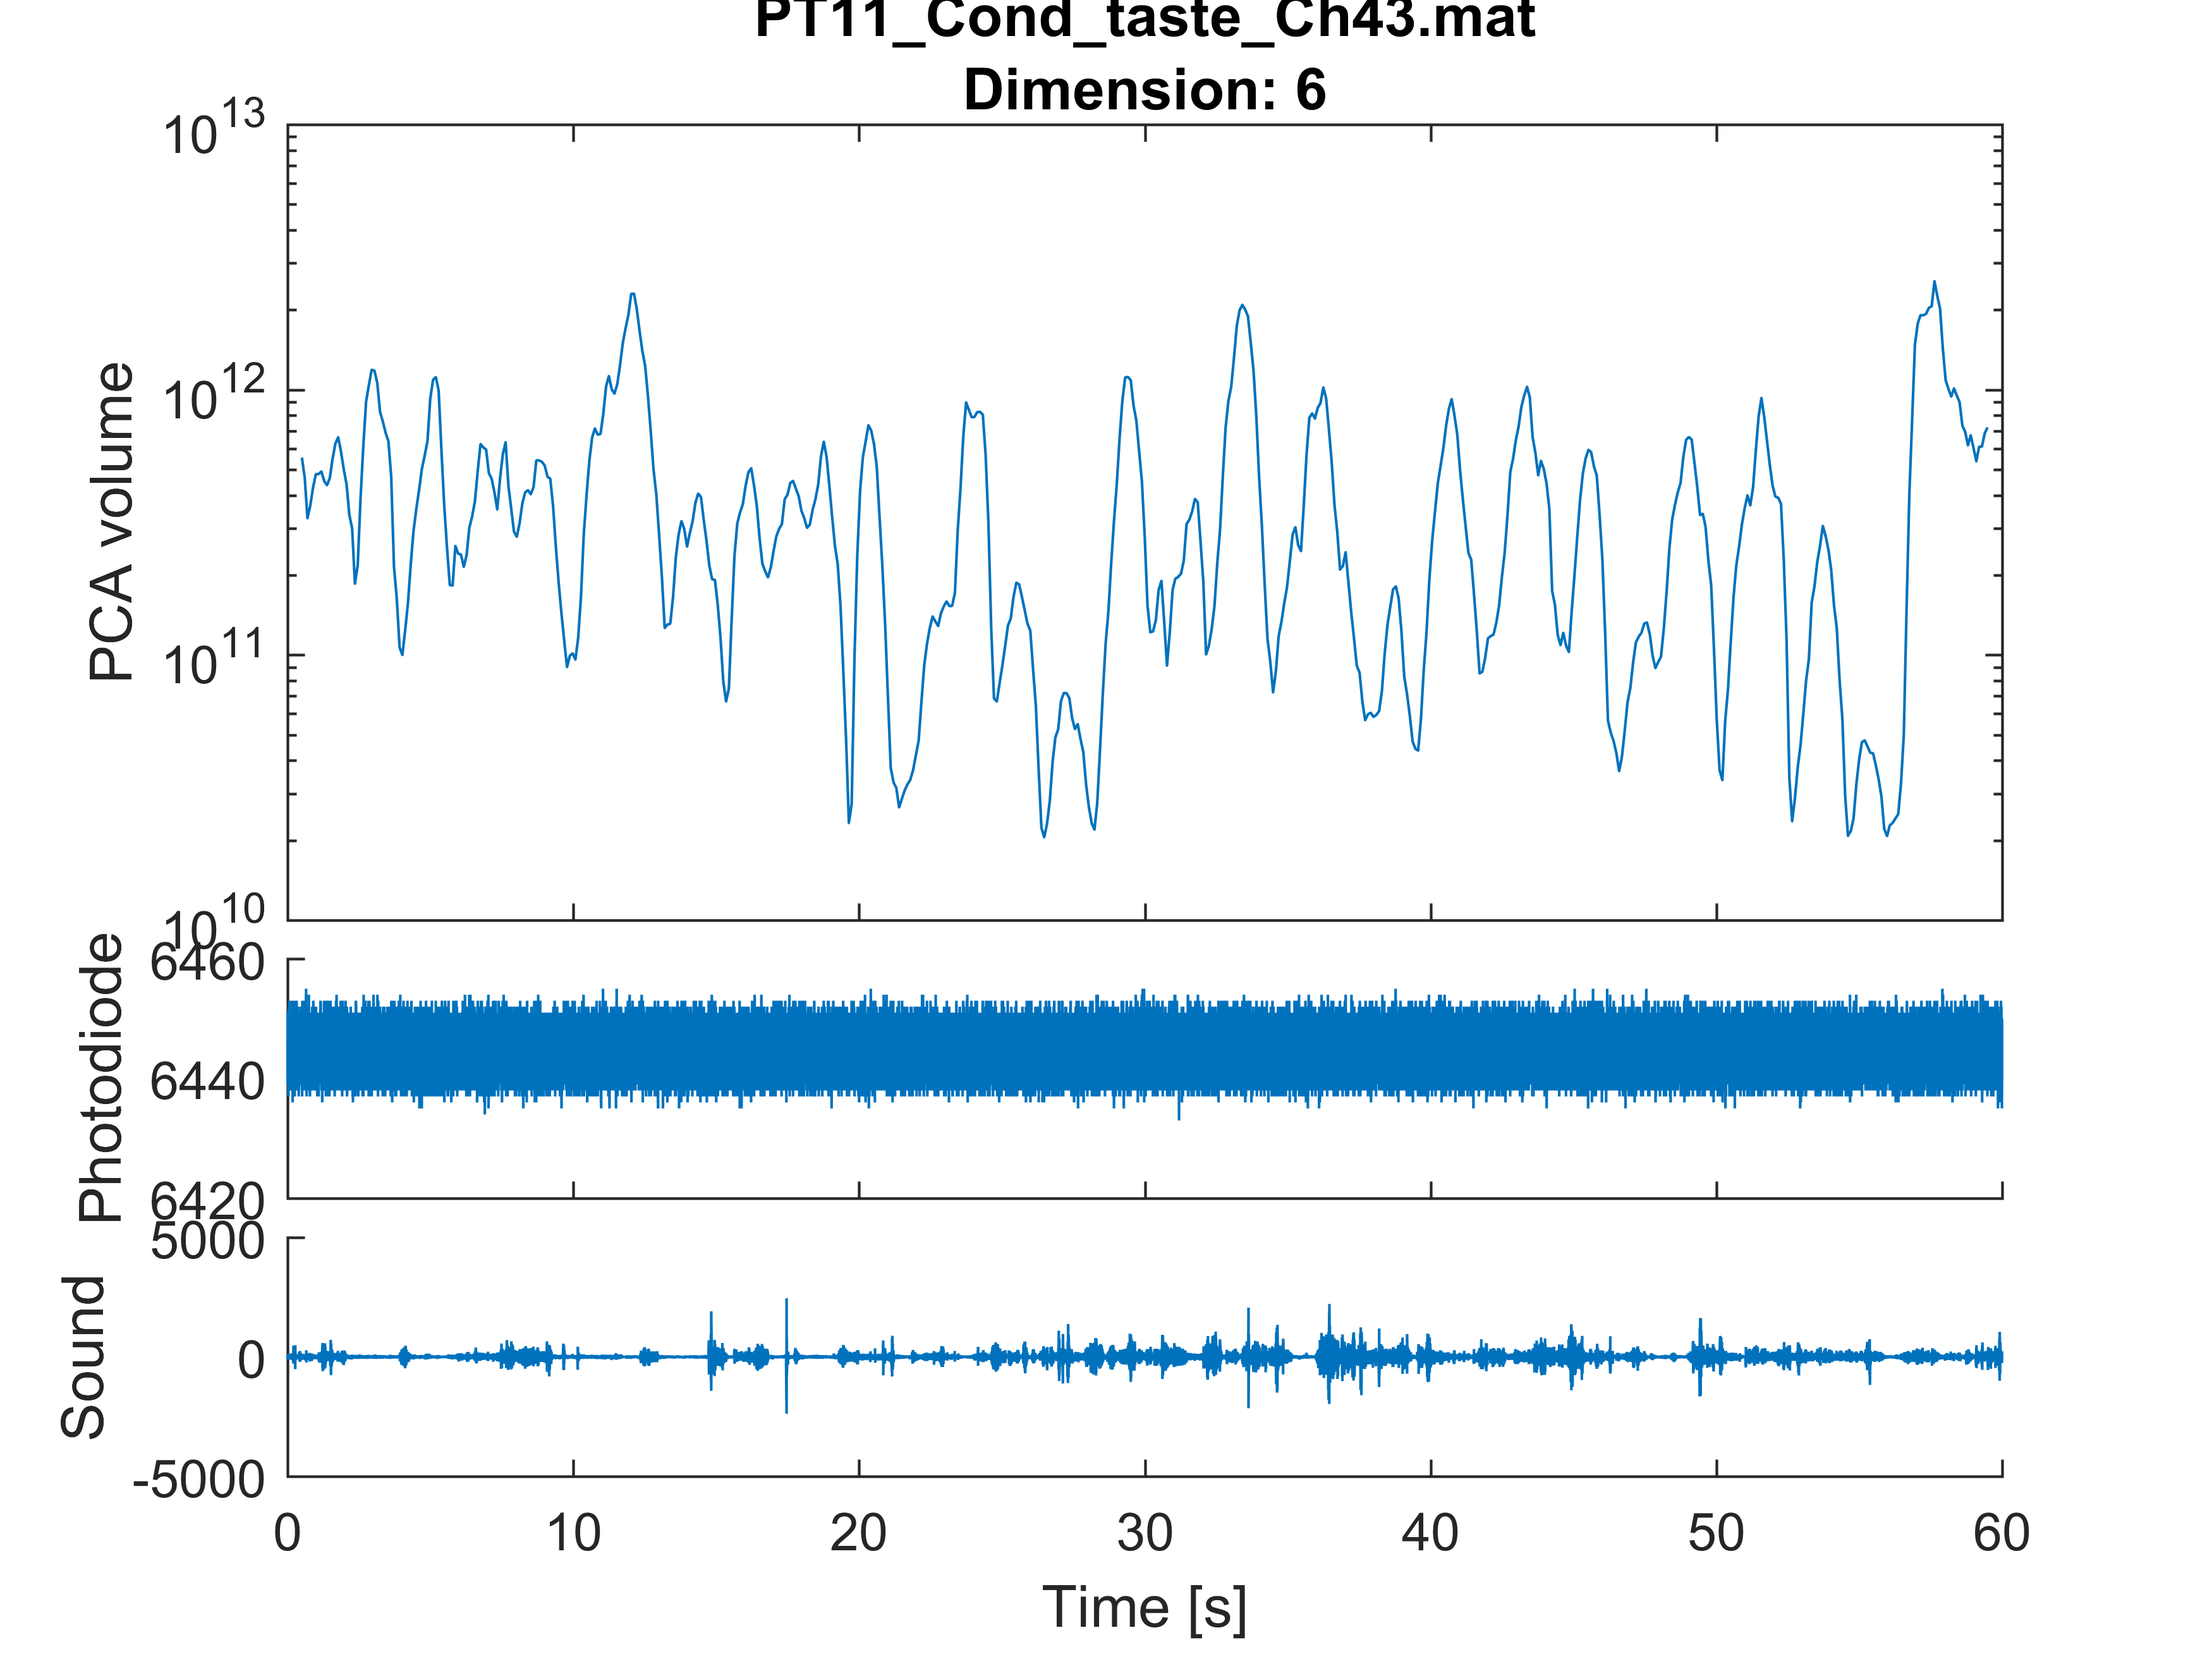 PT11_Cond_taste_Ch43.mat
Dimension: 6
10^13
10^12
10^11
10^10
PCA volume
6460
6440
6420
Photodiode
5000
0
-5000
Sound
0 10 20 30 40 50 60
Time [s]